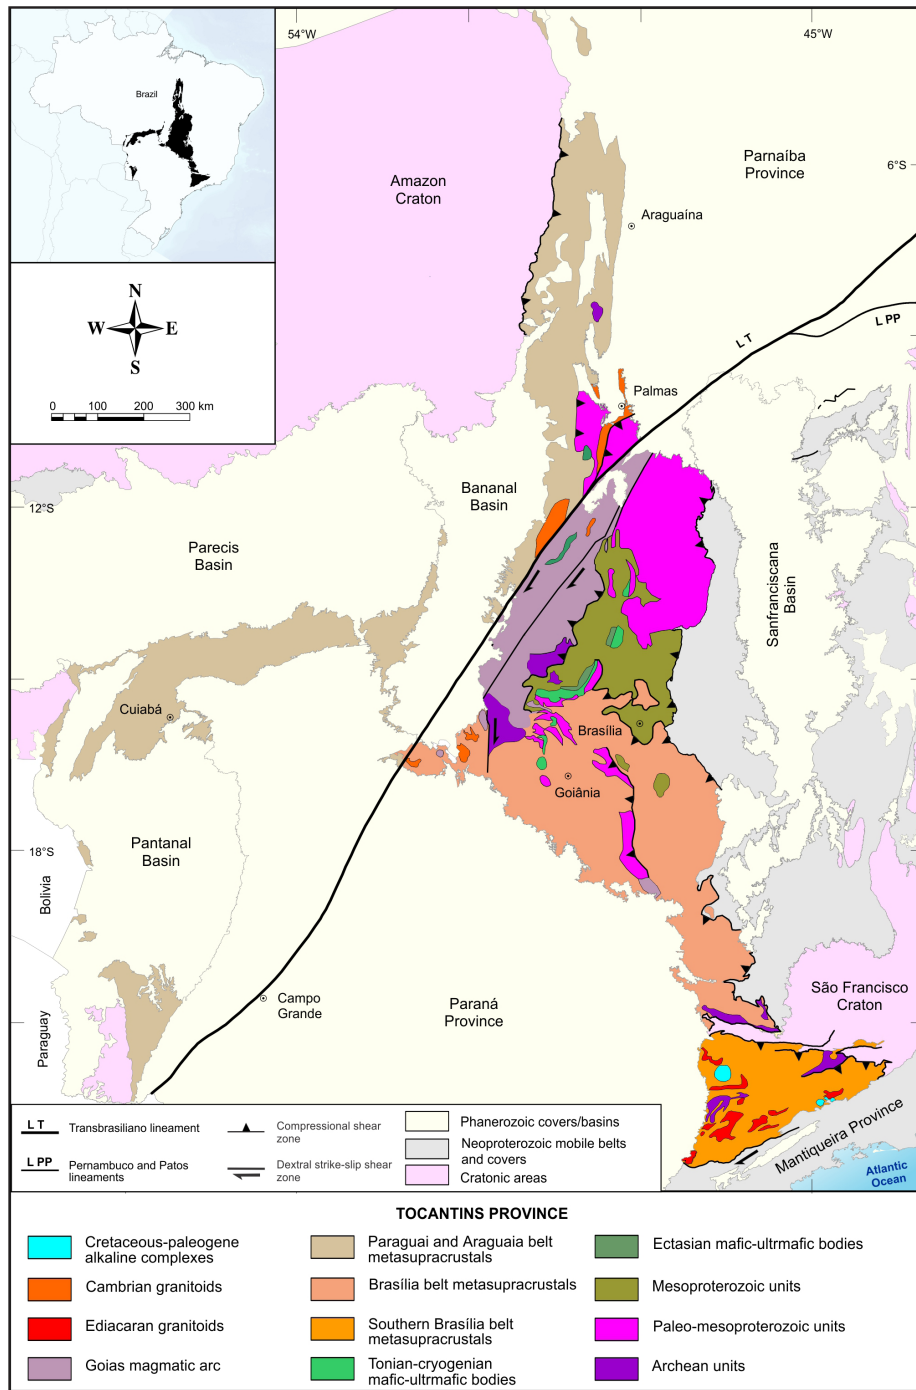 54°W
45°W
Brazil
Parnaíba
Province
6°S
Amazon
Craton
Araguaína
N
W
E
S
L T
L PP
0
100
200
300 km
Palmas
Bananal
Basin
12°S
Parecis
Basin
Sanfranciscana
Basin
Cuiabá
Brasília
Goiânia
18°S
Pantanal
Basin
Bolivia
São Francisco
Craton
Campo
Grande
Paraná
Province
Paraguay
Mantiqueira Province
Atlantic
Ocean
L T
Transbrasiliano lineament
Compressional shear
zone
Phanerozoic covers/basins
L PP
Pernambuco and Patos
lineaments
Dextral strike-slip shear
zone
Neoproterozoic mobile belts
and covers
Cratonic areas
TOCANTINS PROVINCE
Cretaceous-paleogene
alkaline complexes
Cambrian granitoids
Ediacaran granitoids
Goias magmatic arc
Paraguai and Araguaia belt
metasupracrustals
Brasília belt metasupracrustals
Southern Brasília belt
metasupracrustals
Tonian-cryogenian
mafic-ultrmafic bodies
Ectasian mafic-ultrmafic bodies
Mesoproterozoic units
Paleo-mesoproterozoic units
Archean units